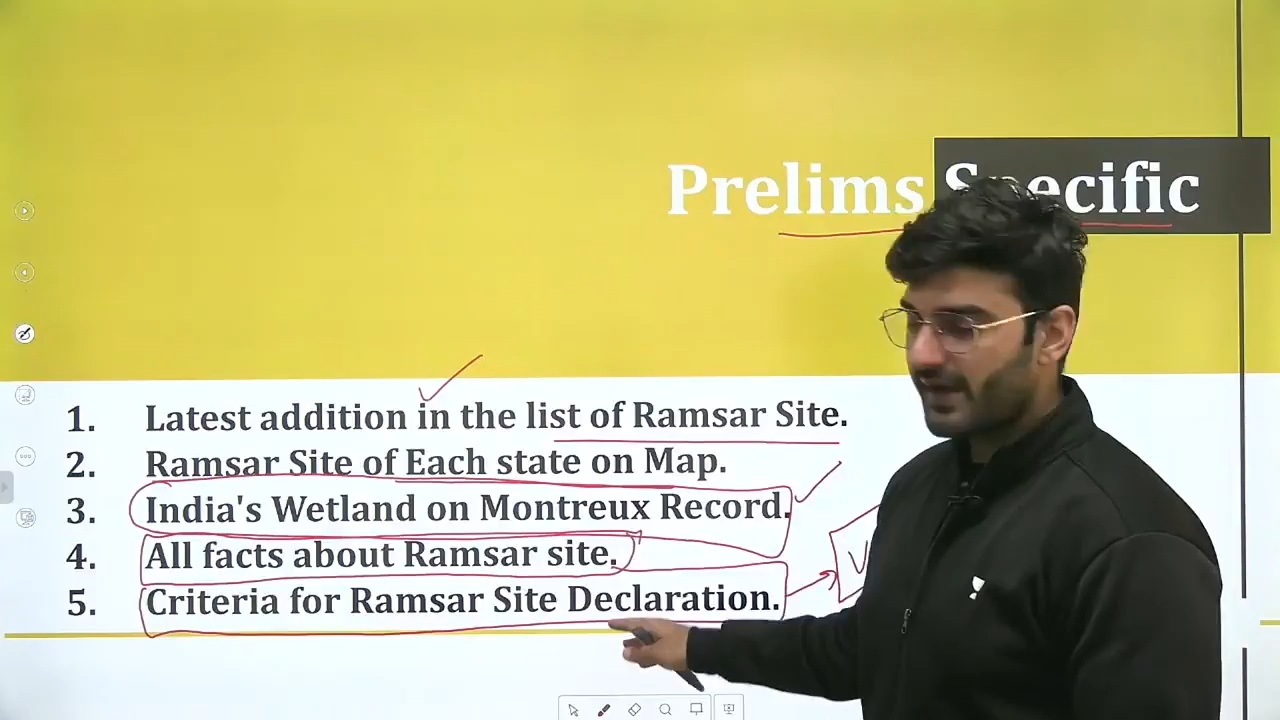 Prelims Specific
1. Latest addition in the list of Ramsar Site.
2. Ramsar Site of Each state on Map.
3. India's Wetland on Montreux Record.
4. All facts about Ramsar site.
5. Criteria for Ramsar Site Declaration.